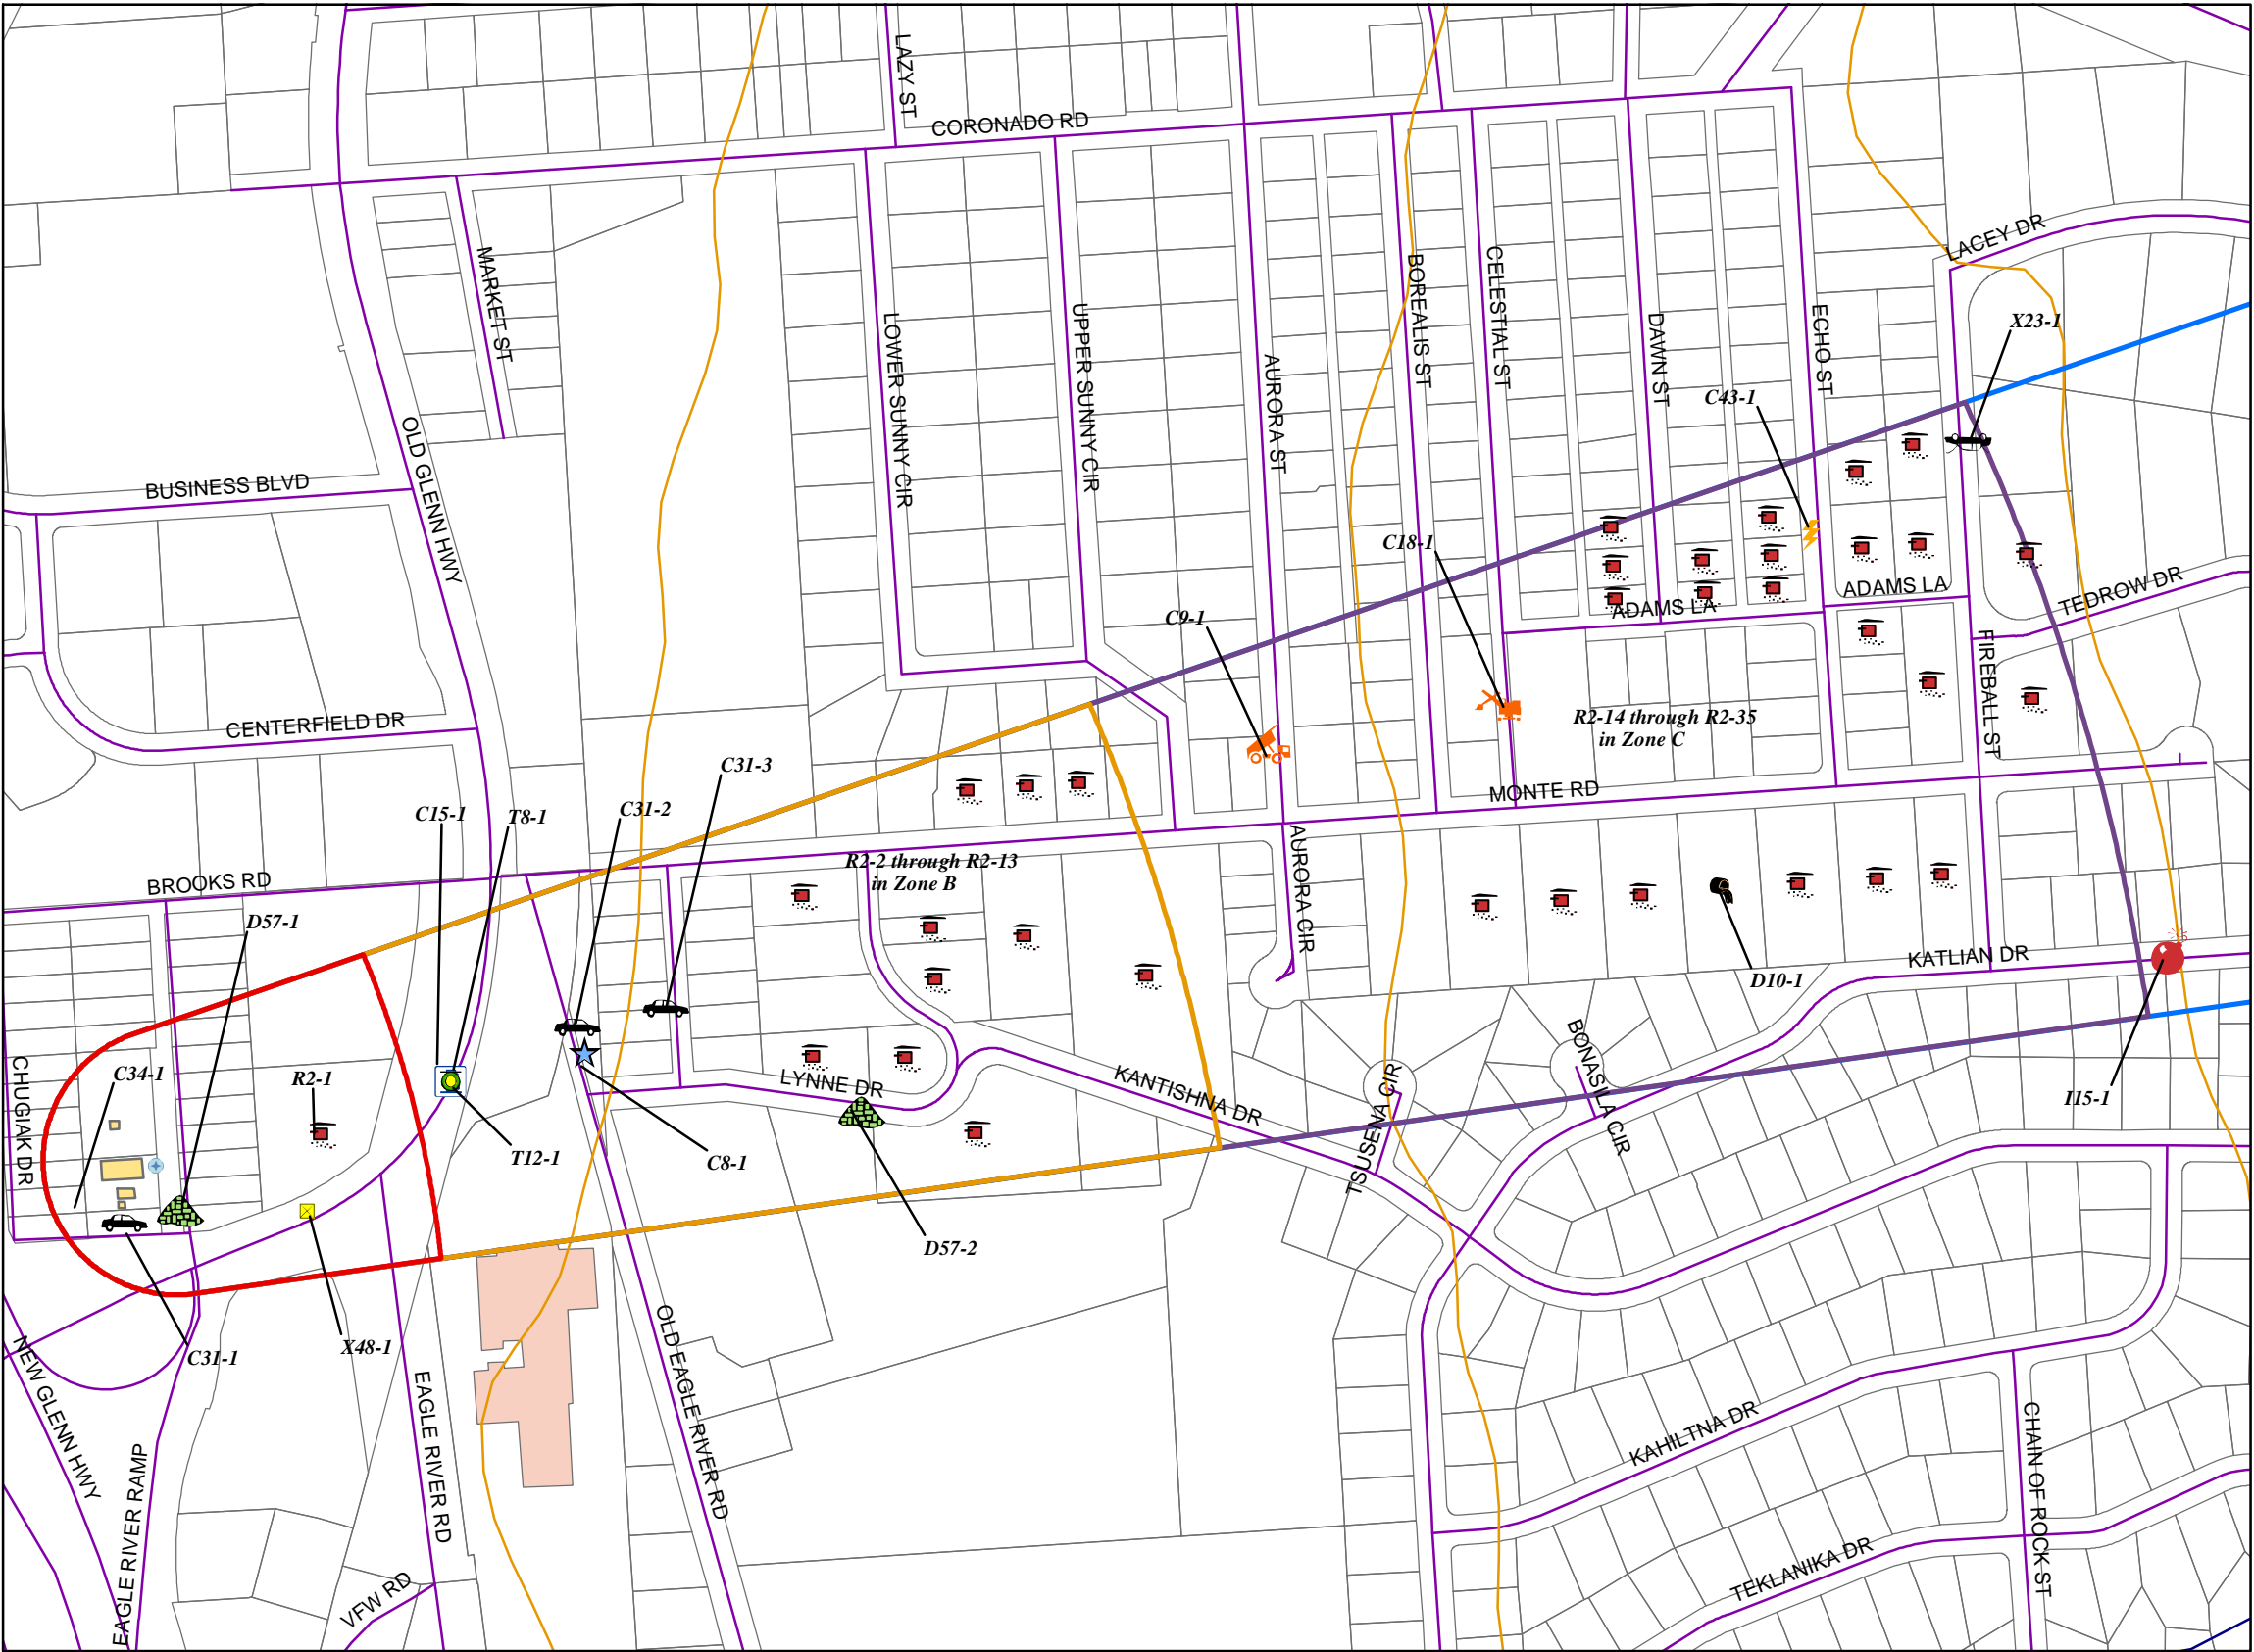 LAZY ST
CORONADO RD
LACEY DR
MARKET ST
CELESTIAL ST
BOREALIS ST
UPPER SUNNY CIR
LOWER SUNNY CIR
DAWN ST
ECHO ST
X23-1
AURORA ST
C43-1
OLD GLENN HWY
BUSINESS BLVD
C18-1
TEDROW DR
ADAMS LA
ADAMS LA
C9-1
FIREBALL ST
CENTERFIELD DR
R2-14 through R2-35
in Zone C
C31-3
MONTE RD
C31-2
C15-1
T8-1
AURORA CIR
R2-2 through R2-13
in Zone B
BROOKS RD
D57-1
KATLIAN DR
D10-1
BONASILA CIR
CHUGIAK DR
C34-1
R2-1
LYNNE DR
KANTISHNA DR
TSUSENA CIR
I15-1
T12-1
C8-1
D57-2
OLD EAGLE RIVER RD
NEW GLENN HWY
X48-1
C31-1
EAGLE RIVER RD
KAHILTNA DR
CHAIN OF ROCK ST
EAGLE RIVER RAMP
TEKLANIKA DR
VFW RD